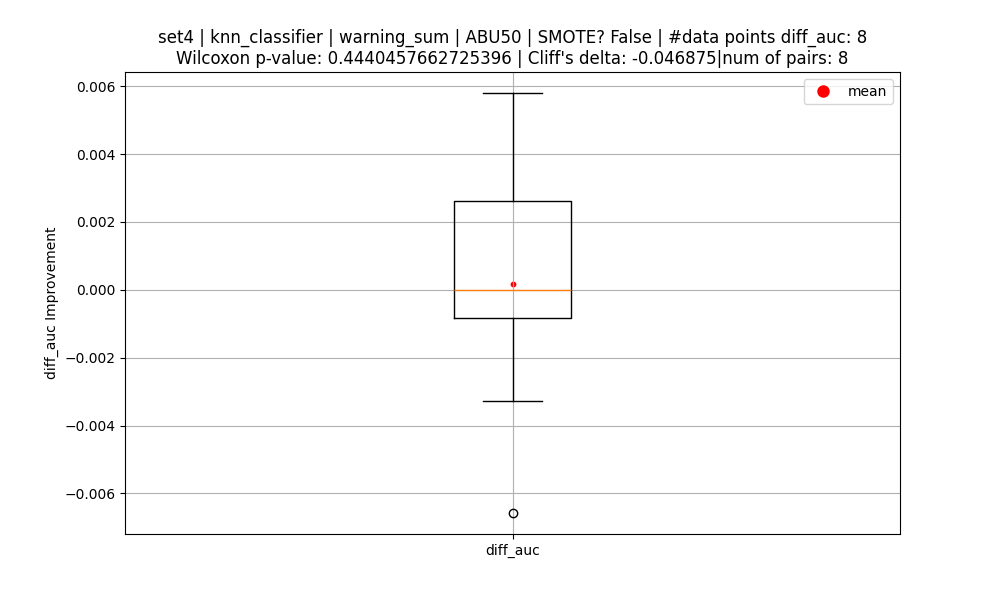 set4 | knn_classifier | warning_sum | ABU50 | SMOTE? False | #data points diff_auc: 8
Wilcoxon p-value: 0.4440457662725396 | Cliff's delta: -0.046875|num of pairs: 8
mean
0.006
0.004
0.002
0.000
−0.002
−0.004
−0.006
diff_auc Improvement
diff_auc